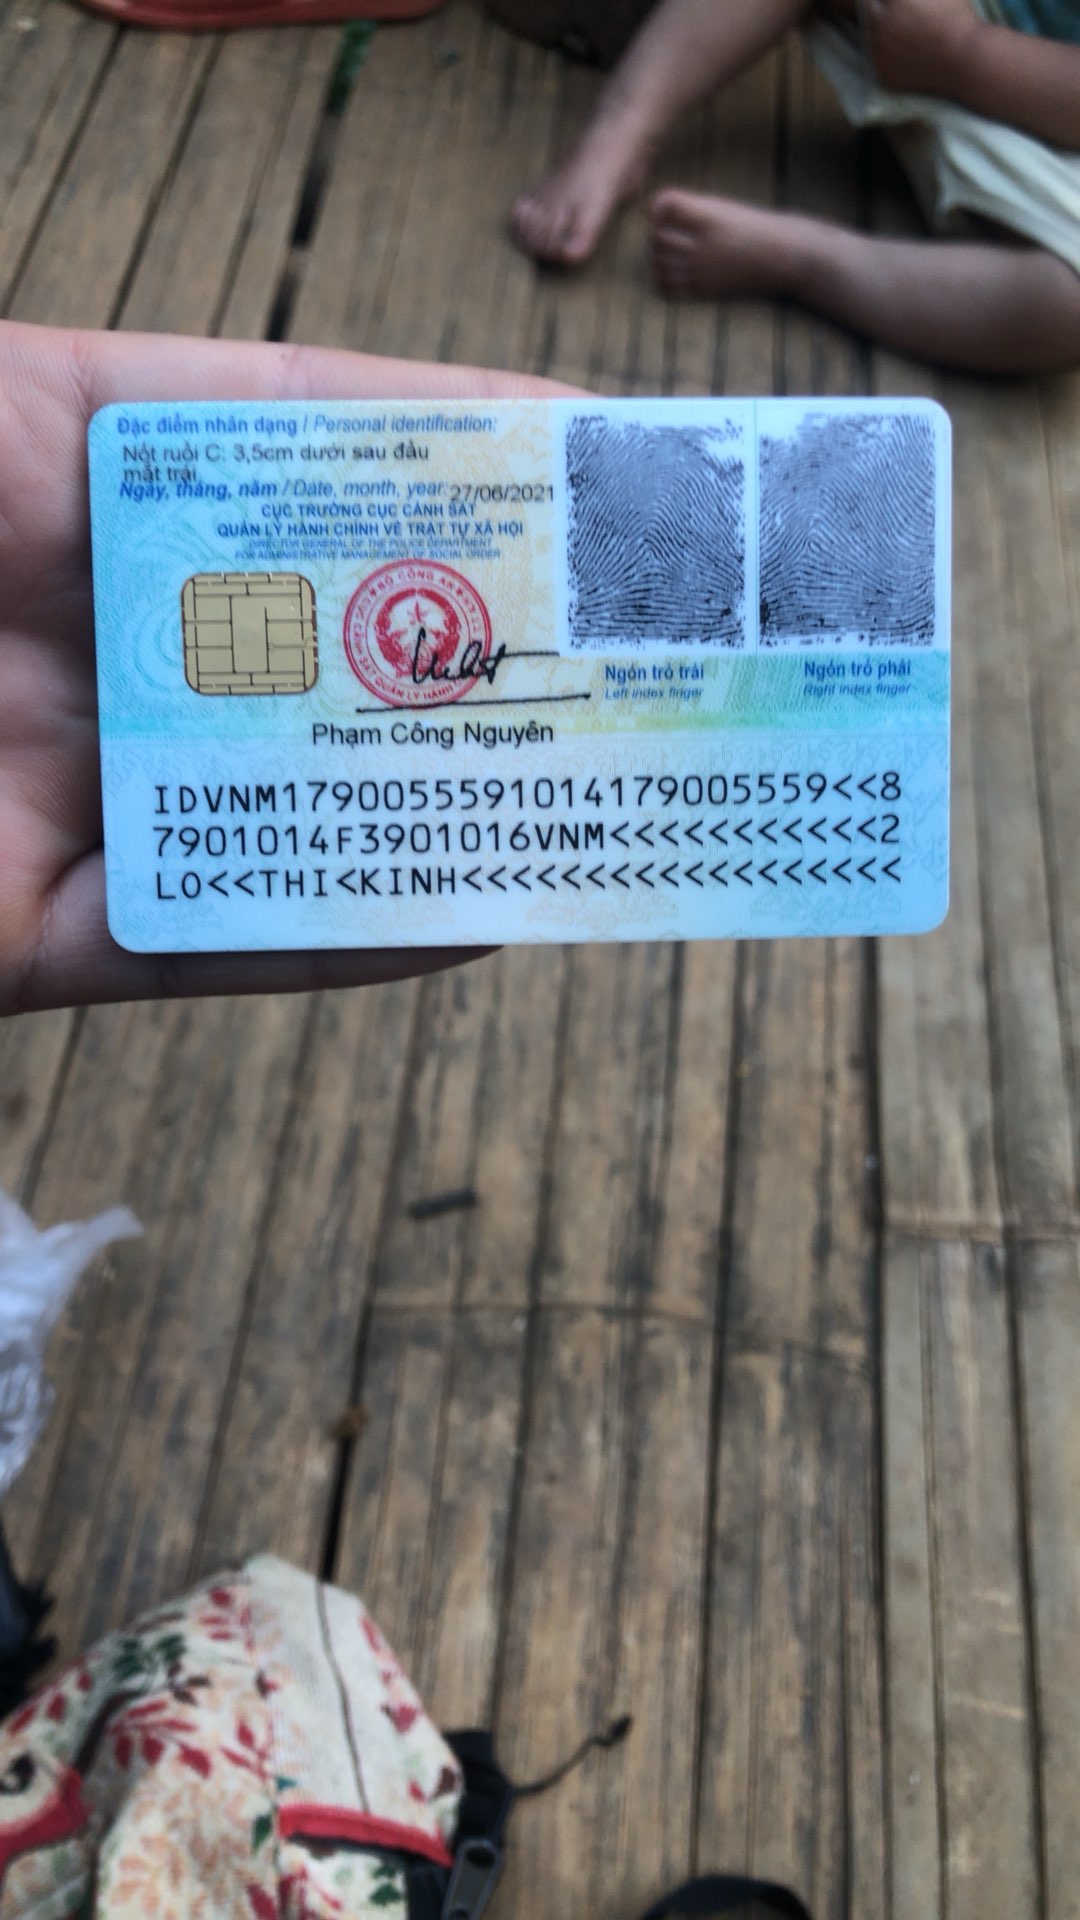 Đặc điểm nhân dạng / Personal identification:
Nốt ruồi C: 3,5cm dưới sau đầu
mắt trái
Ngày, tháng, năm / Date, month, year: 27/06/2021
CỤC TRƯỞNG CỤC CẢNH SÁT
QUẢN LÝ HÀNH CHÍNH VỀ TRẬT TỰ XÃ HỘI
DIRECTOR GENERAL OF THE POLICE DEPARTMENT
FOR ADMINISTRATIVE MANAGEMENT OF SOCIAL ORDER
Ngón trỏ trái
Left index finger
Ngón trỏ phải
Right index finger
Phạm Công Nguyên
IDVNM1790055591014179005559<<8
7901014F3901016VNM<<<<<<<<<<<2
LO<<THI<KINH<<<<<<<<<<<<<<<<<<